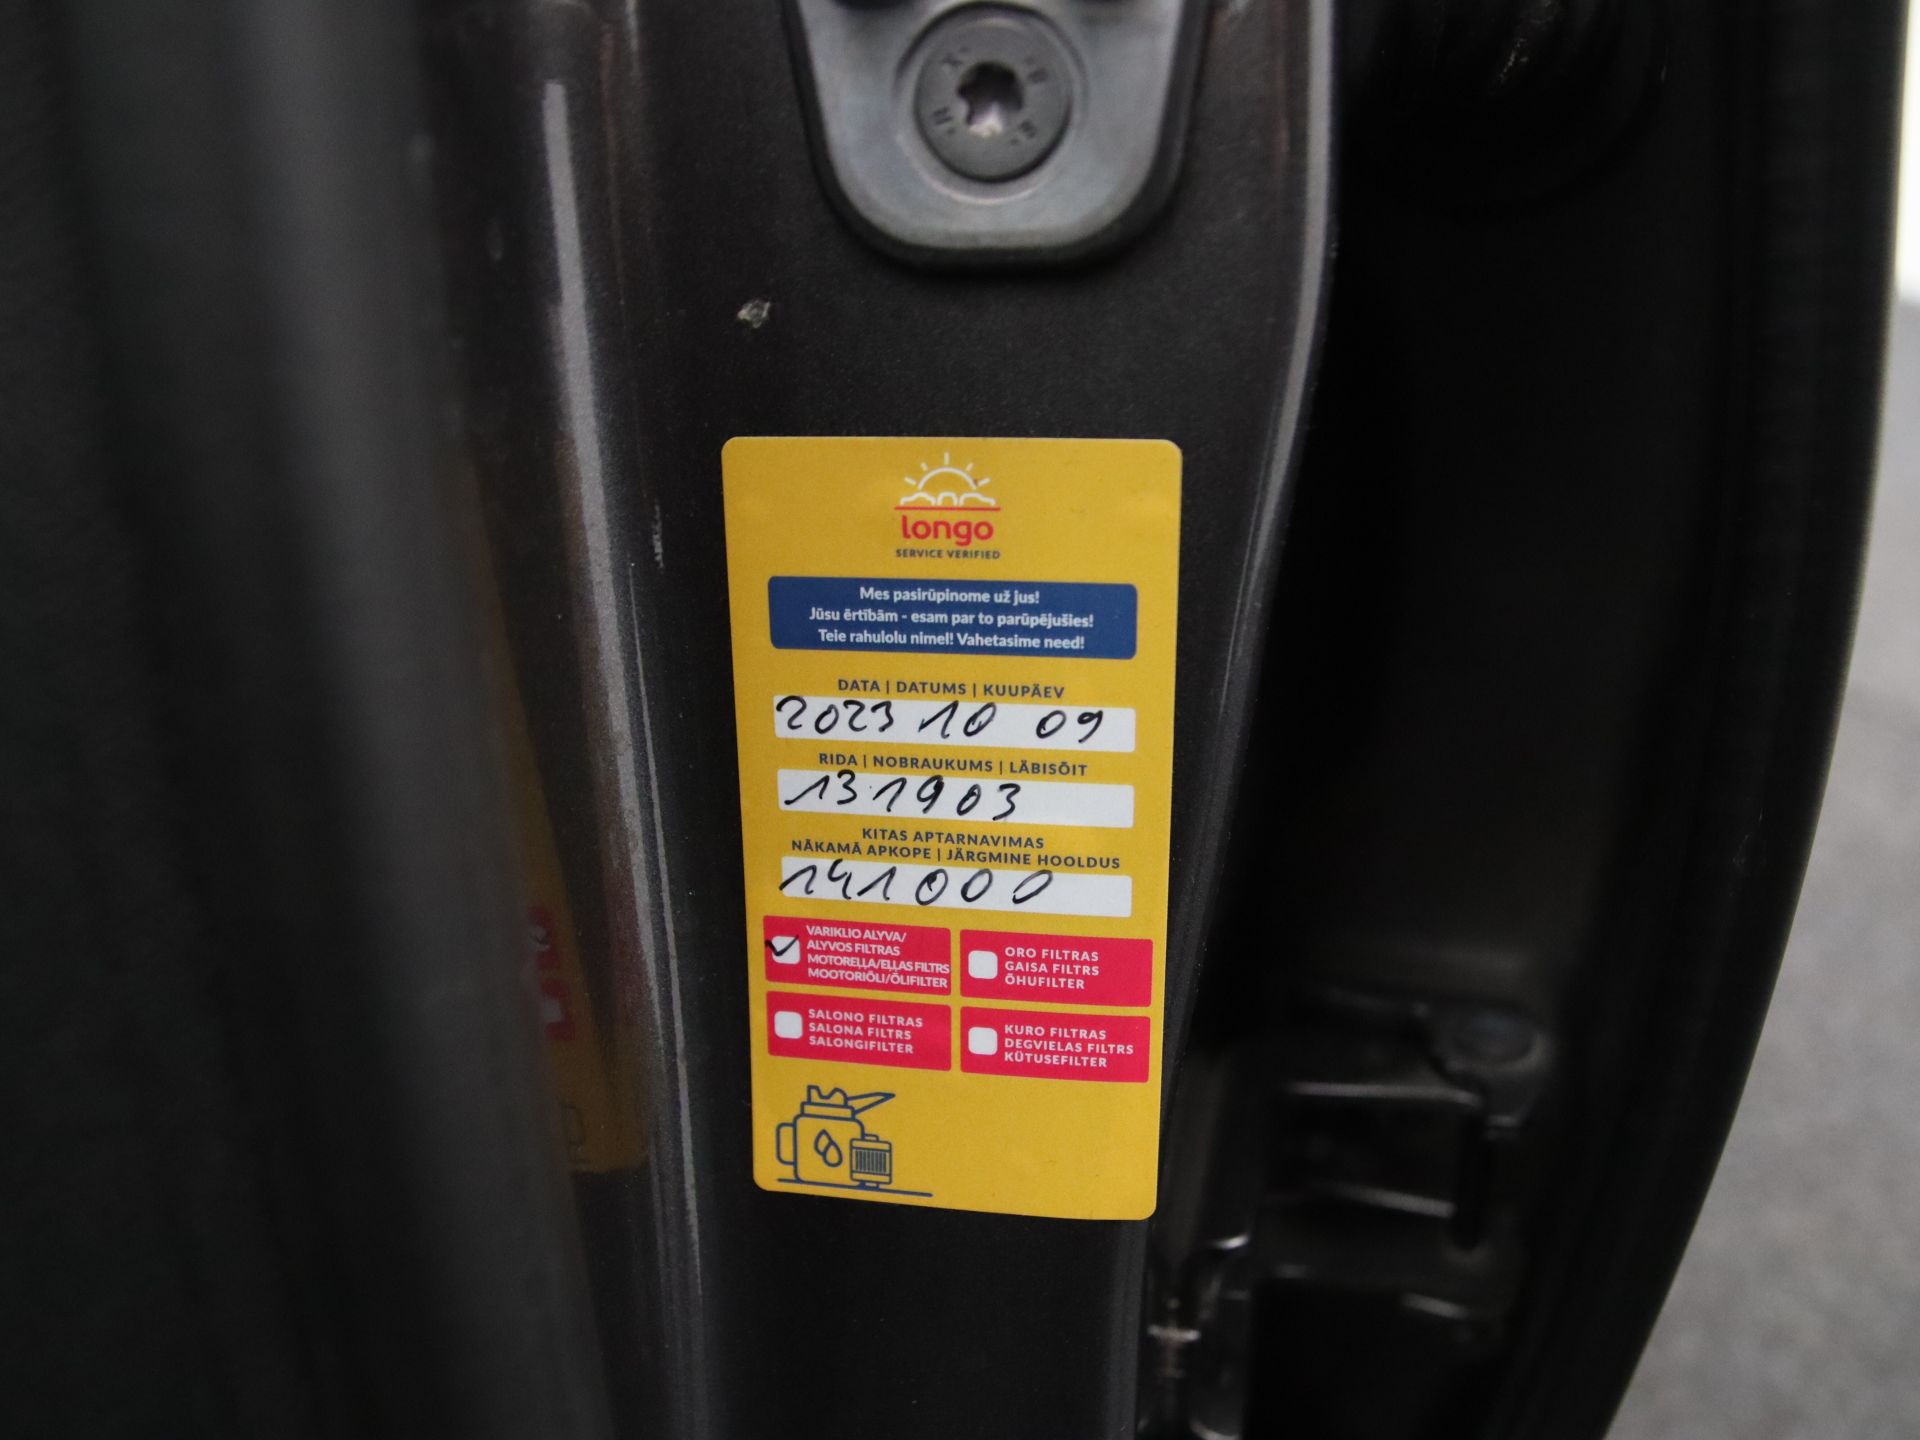 longo
SERVICE VERIFIED
Mes pasirūpinome už jus!
Jūsu ērtībām - esam par to parūpējušies!
Teie rahulolu nimel! Vahetasime need!
DATA | DATUMS | KUUPÄEV
2023 10 09
RIDA | NOBRAUKUMS | LÄBISÕIT
131903
KITAS APTARNAVIMAS
NĀKAMĀ APKOPE | JÄRGMINE HOOLDUS
141000
VARIKLIO ALYVA/
ALYVOS FILTRAS
MOTOREĻĻA/EĻĻAS FILTRS
MOOTORIÕLI/ÕLIFILTER
ORO FILTRAS
GAISA FILTRS
ÕHUFILTER
SALONO FILTRAS
SALONA FILTRS
SALONGIFILTER
KURO FILTRAS
DEGVIELAS FILTRS
KÜTUSEFILTER